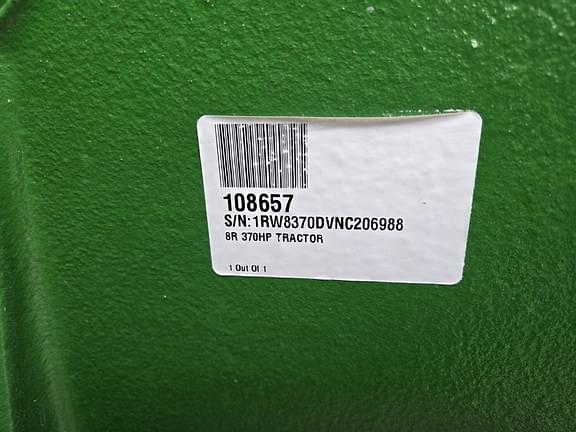 108657
S/N:1RW8370DVNC206988
8R 370HP TRACTOR
1 Out Of 1